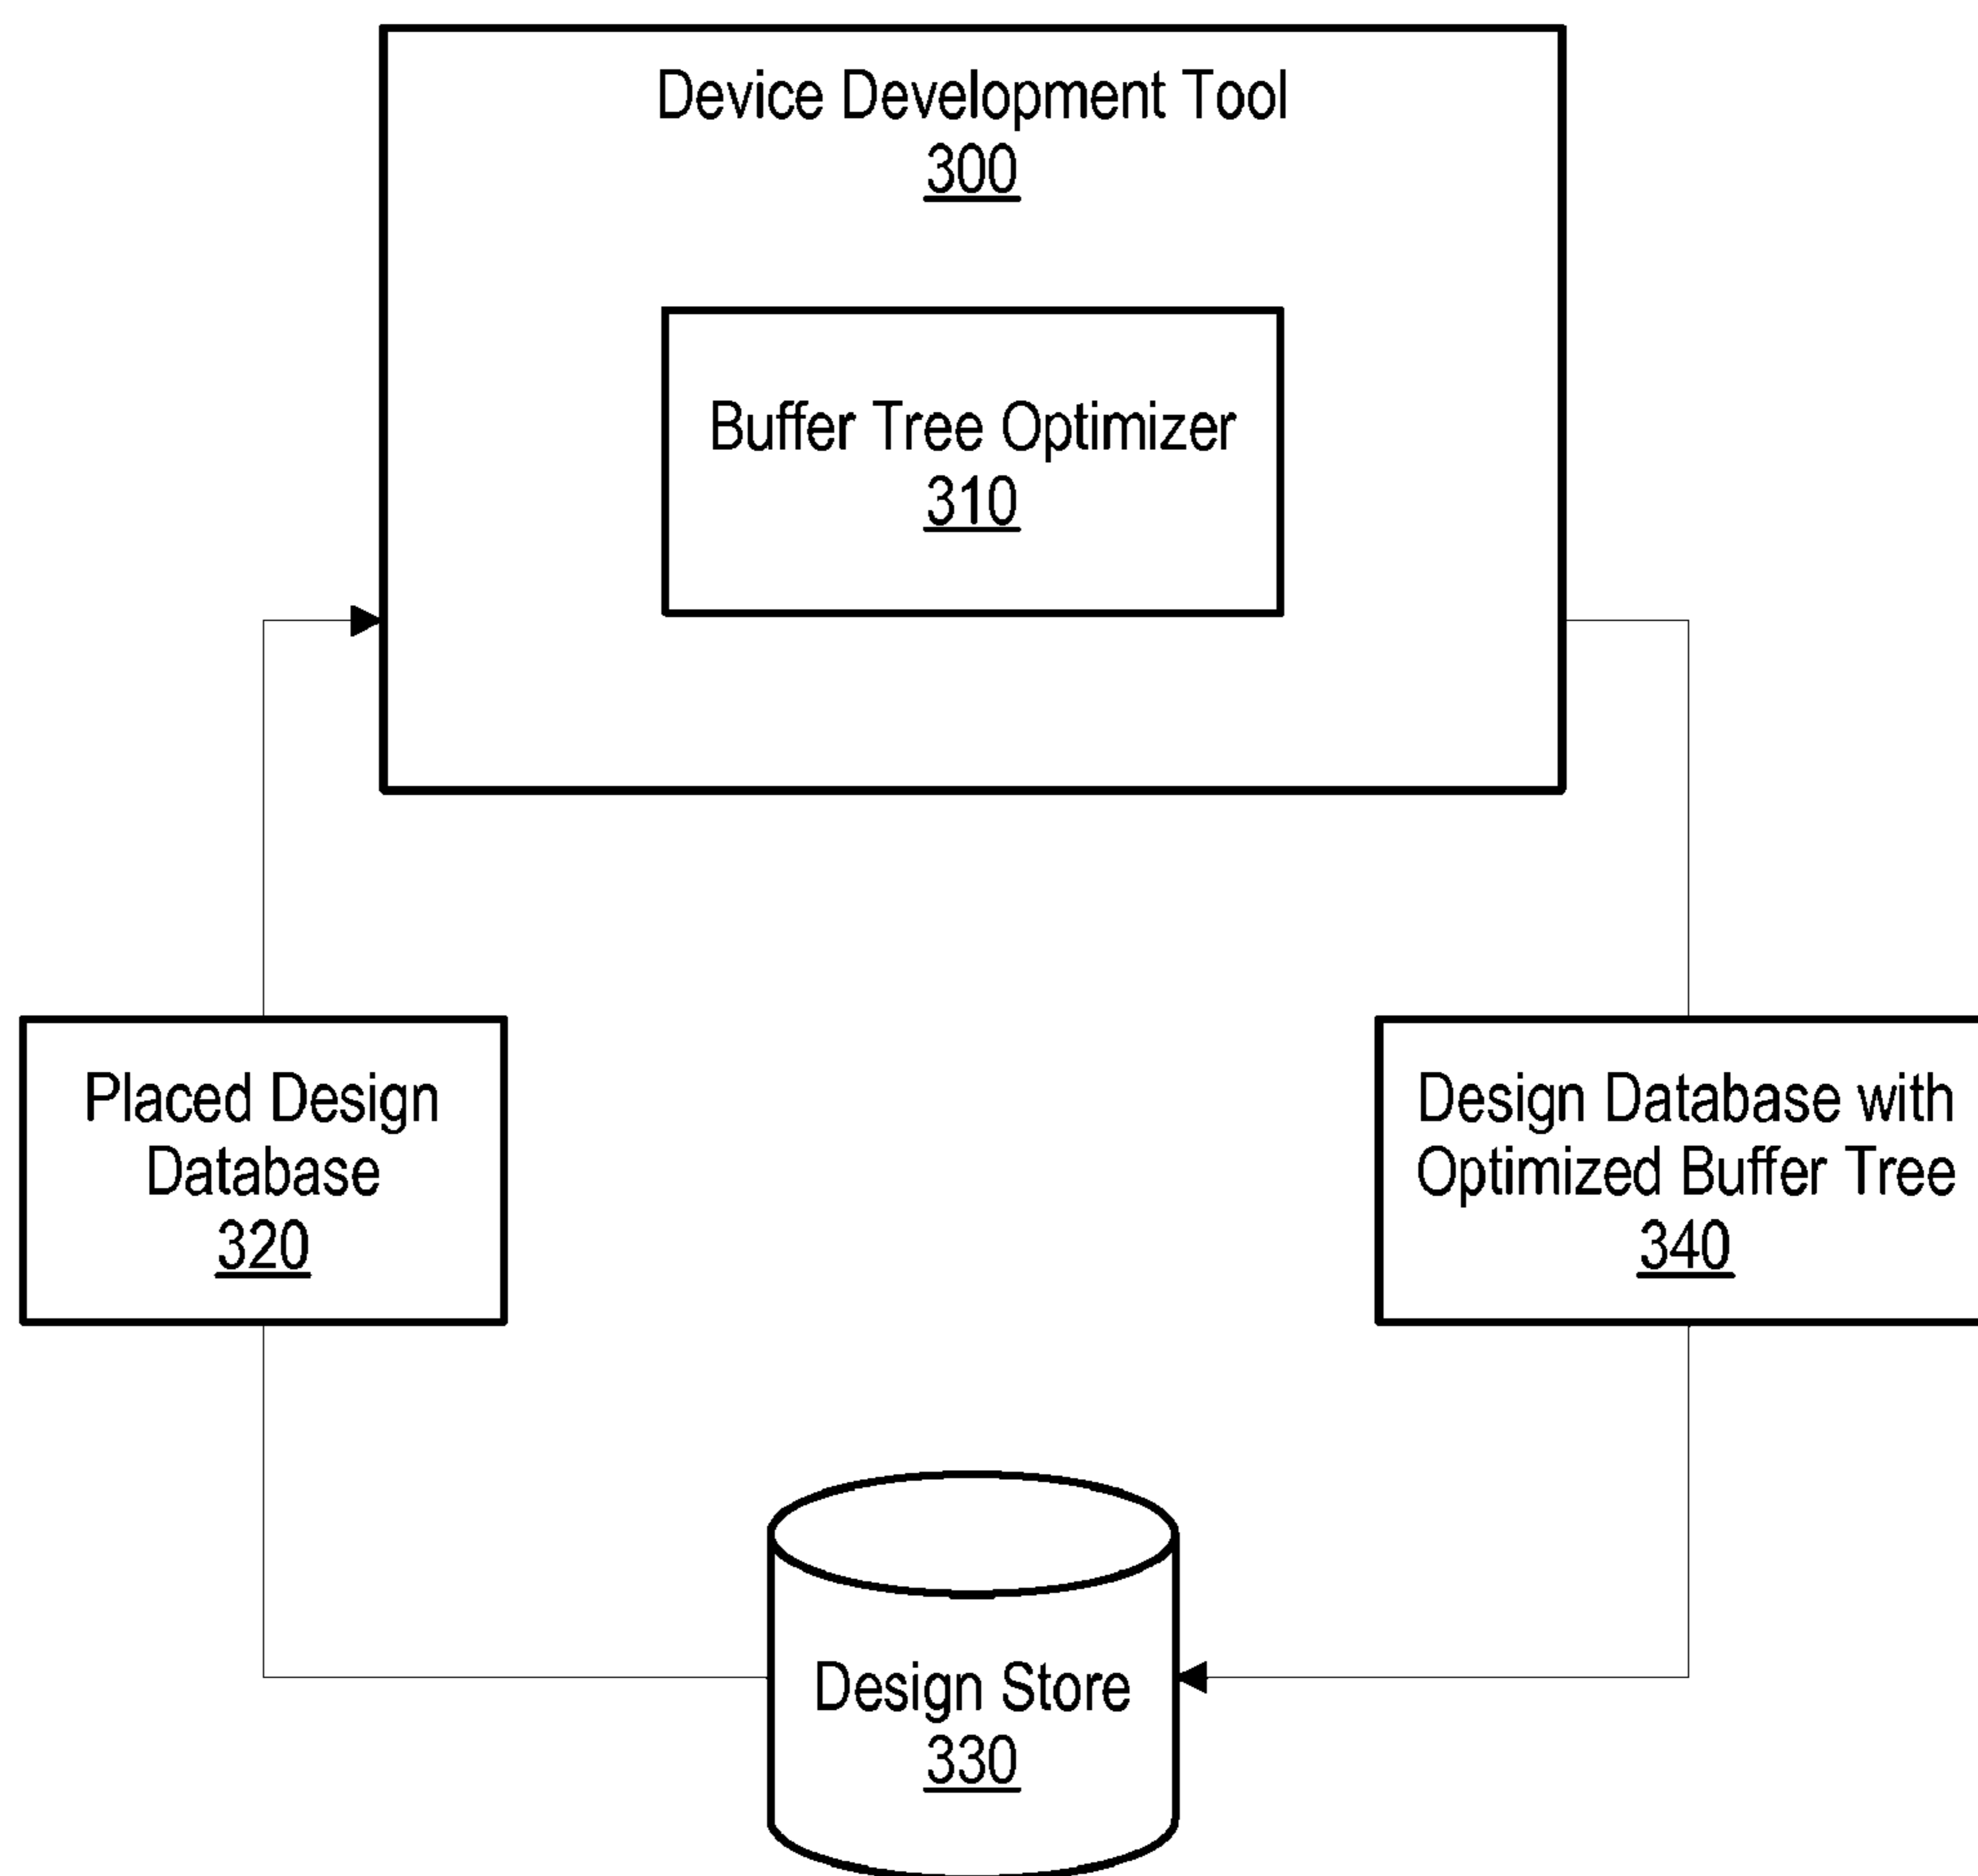 Device Development Tool
300
Buffer Tree Optimizer
310
Placed Design
Database
320
Design Database with
Optimized Buffer Tree
340
Design Store
330